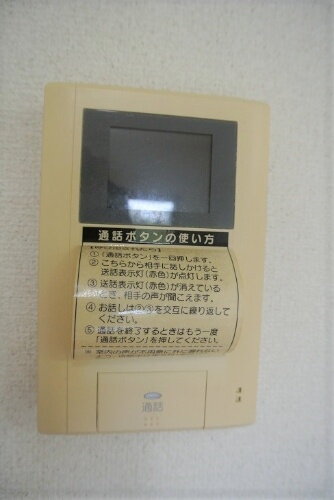 通話ボタンの使い方
①〈通話ボタン〉を一回押します。
②こちらから相手に話しかけると
送話表示灯(赤色)が点灯します。
③送話表示灯(赤色)が消えている
とき、相手の声が聞こえます。
④お話しは②③を交互に繰り返して
ください。
⑤通話を終了するときはもう一度
「通話ボタン」を押してください。
通話